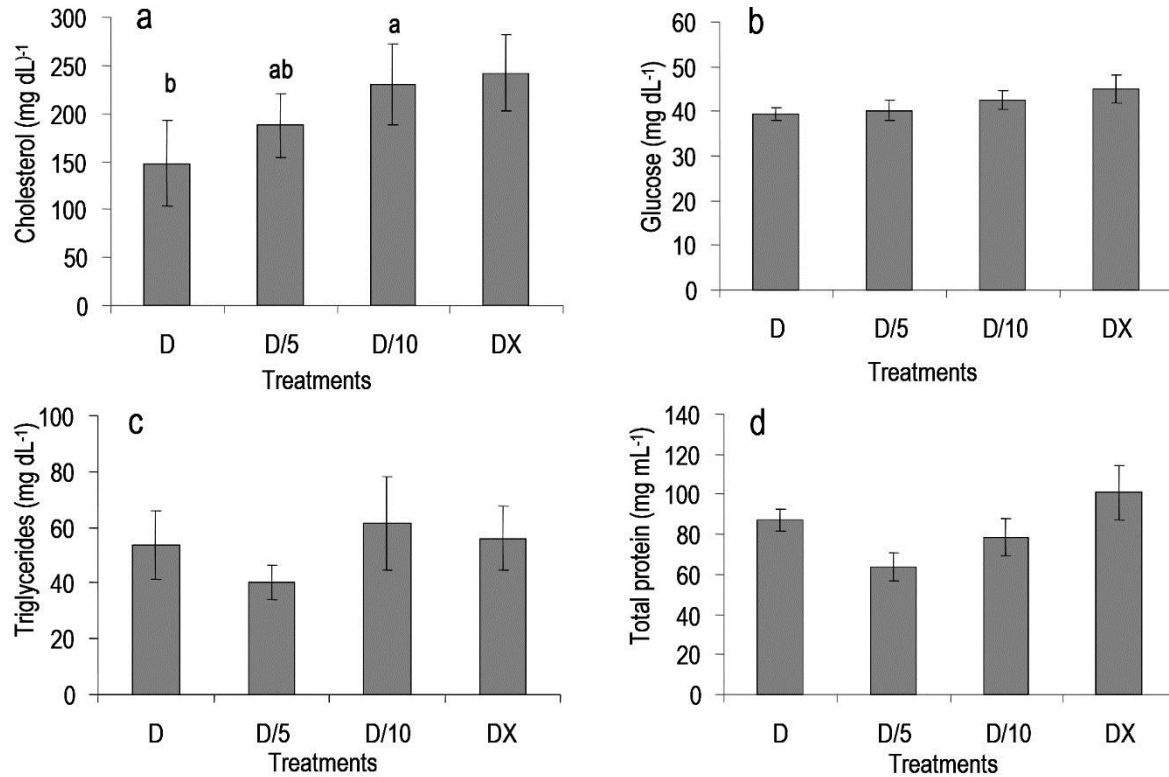 a
Cholesterol (mg dL)-1
300
250
200
150
100
50
0
b
ab
a
D D/5 D/10 DX
Treatments
b
Glucose (mg dL-1)
60
50
40
30
20
10
0
D D/5 D/10 DX
Treatments
c
Triglycerides (mg dL-1)
100
80
60
40
20
0
D D/5 D/10 DX
Treatments
d
Total protein (mg mL-1)
140
120
100
80
60
40
20
0
D D/5 D/10 DX
Treatments